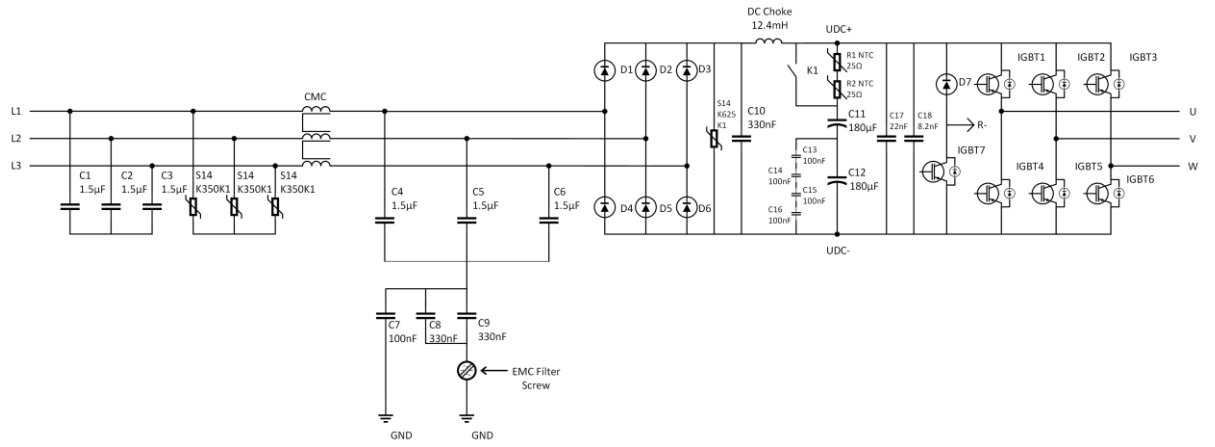 DC Choke
12.4mH
UDC+
IGBT1
IGBT2
IGBT3
R1 NTC
25Ω
K1
R2 NTC
25Ω
D1
D2
D3
D7
CMC
L1
L2
L3
S14
K625
K1
C10
330nF
C11
180µF
C17
22nF
C18
8.2nF
R-
U
V
W
C13
100nF
C14
100nF
C15
100nF
C16
100nF
C12
180µF
IGBT7
IGBT4
IGBT5
IGBT6
C1
1.5µF
C2
1.5µF
C3
1.5µF
S14
K350K1
S14
K350K1
S14
K350K1
C4
1.5µF
C5
1.5µF
C6
1.5µF
D4
D5
D6
UDC-
C7
100nF
C8
330nF
C9
330nF
EMC Filter
Screw
GND
GND